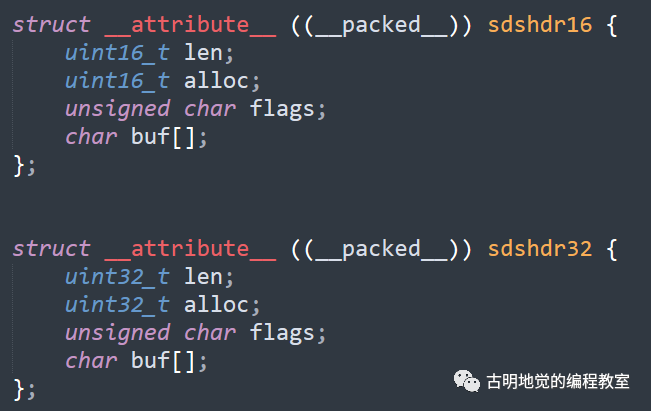 struct __attribute__ ((__packed__)) sdshdr16 {
    uint16_t len;
    uint16_t alloc;
    unsigned char flags;
    char buf[];
};
struct __attribute__ ((__packed__)) sdshdr32 {
    uint32_t len;
    uint32_t alloc;
    unsigned char flags;
    char buf[];
};
古明地觉的编程教室